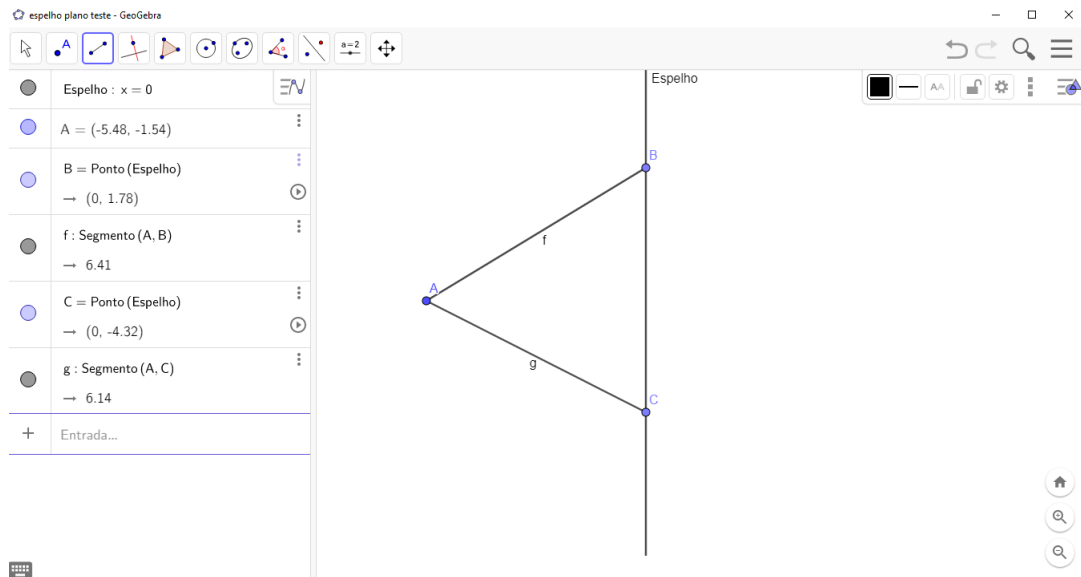 espelho plano teste - GeoGebra
A
a=2
Espelho : x = 0
A = (-5.48, -1.54)
B = Ponto (Espelho)
→ (0, 1.78)
f : Segmento (A, B)
→ 6.41
C = Ponto (Espelho)
→ (0, -4.32)
g : Segmento (A, C)
→ 6.14
+ Entrada...
Espelho
AA
B
f
A
g
C